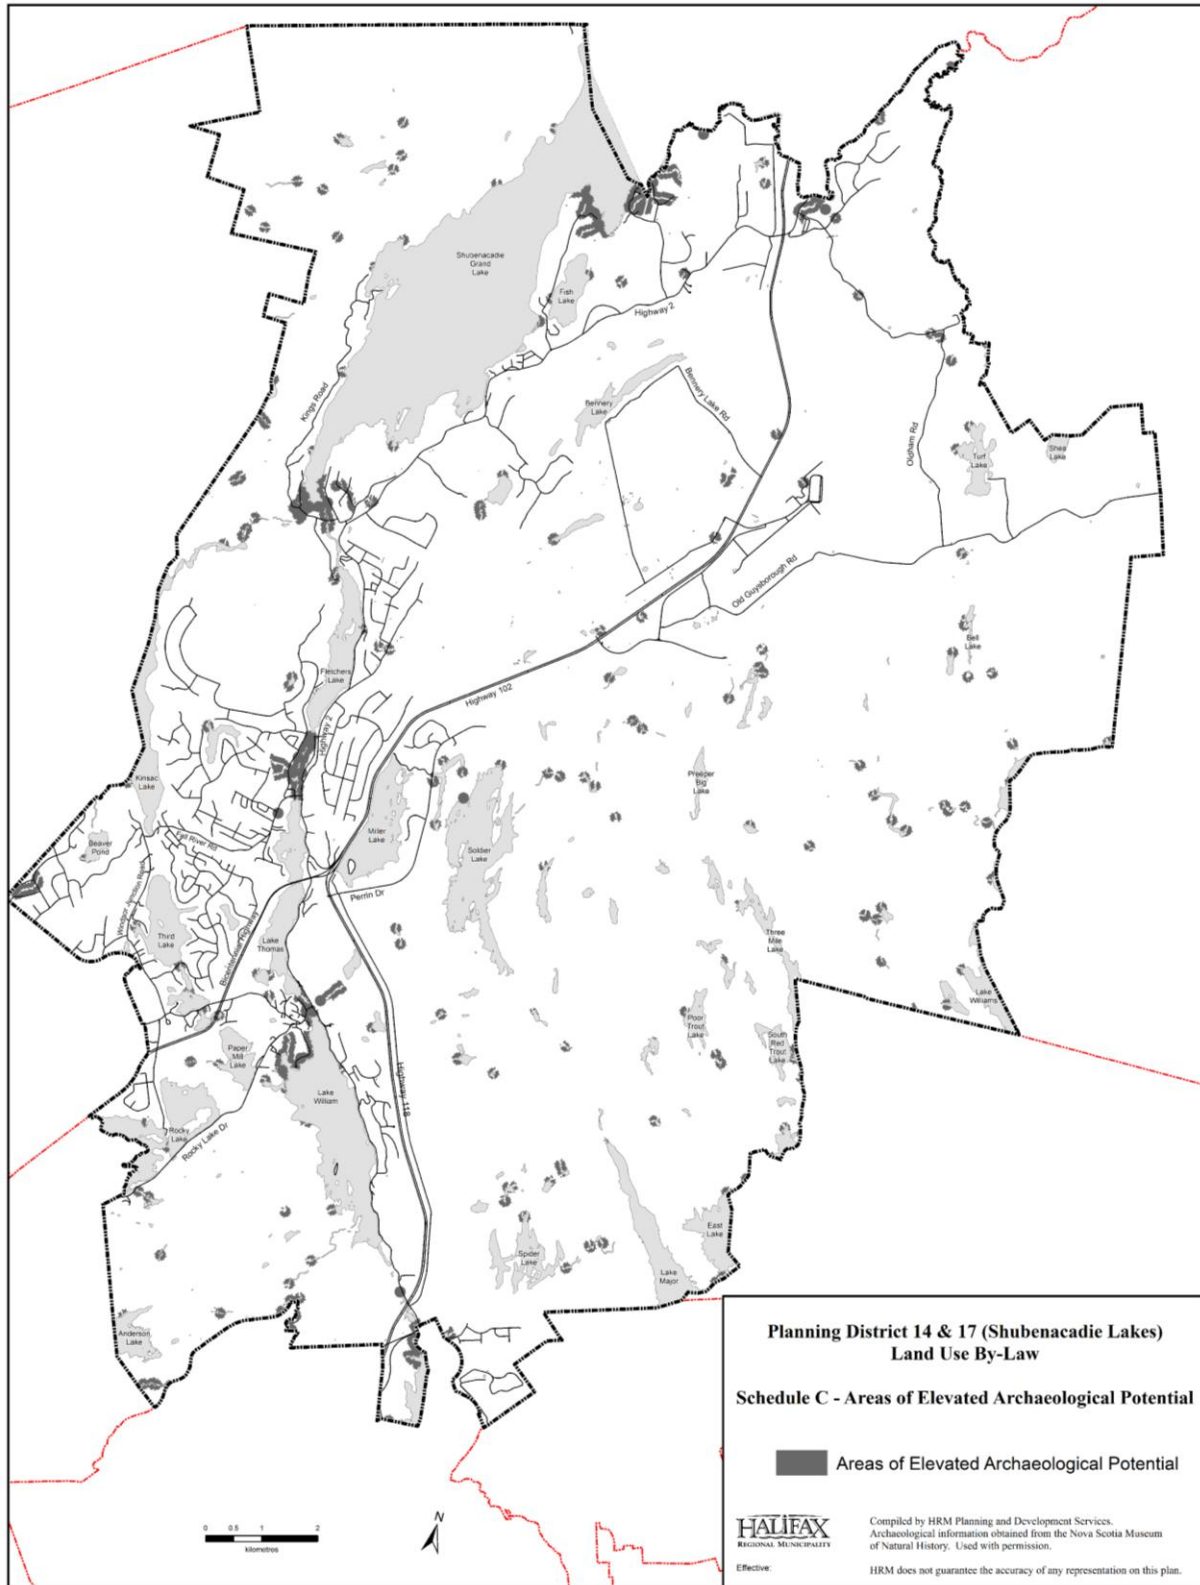 Shubenacadie
Grand
Lake
Fish
Lake
Highway 2
Kings Road
Bennery
Lake
Bennery Lake Rd
Oldham Rd
Turf
Lake
Shea
Lake
Old Guysborough Rd
Fletchers
Lake
Highway 2
Highway 102
Bell
Lake
Kinsac
Lake
Preeper
Big
Lake
Beaver
Pond
Fall River Rd
Miller
Lake
Soldier
Lake
Windsor Junction Road
Perrin Dr
Third
Lake
Bicentennial Highway
Lake
Thomas
Three
Mile
Lake
Lake
Williams
Poor
Trout
Lake
South
Red
Trout
Lake
Paper
Mill
Lake
Highway 118
Lake
William
Rocky
Lake
Rocky Lake Dr
East
Lake
Spider
Lake
Lake
Major
Anderson
Lake
Planning District 14 & 17 (Shubenacadie Lakes)
Land Use By-Law
Schedule C - Areas of Elevated Archaeological Potential
Areas of Elevated Archaeological Potential
0 0.5 1 2
kilometres
N
HALIFAX
REGIONAL MUNICIPALITY
Compiled by HRM Planning and Development Services.
Archaeological information obtained from the Nova Scotia Museum
of Natural History. Used with permission.
Effective:
HRM does not guarantee the accuracy of any representation on this plan.